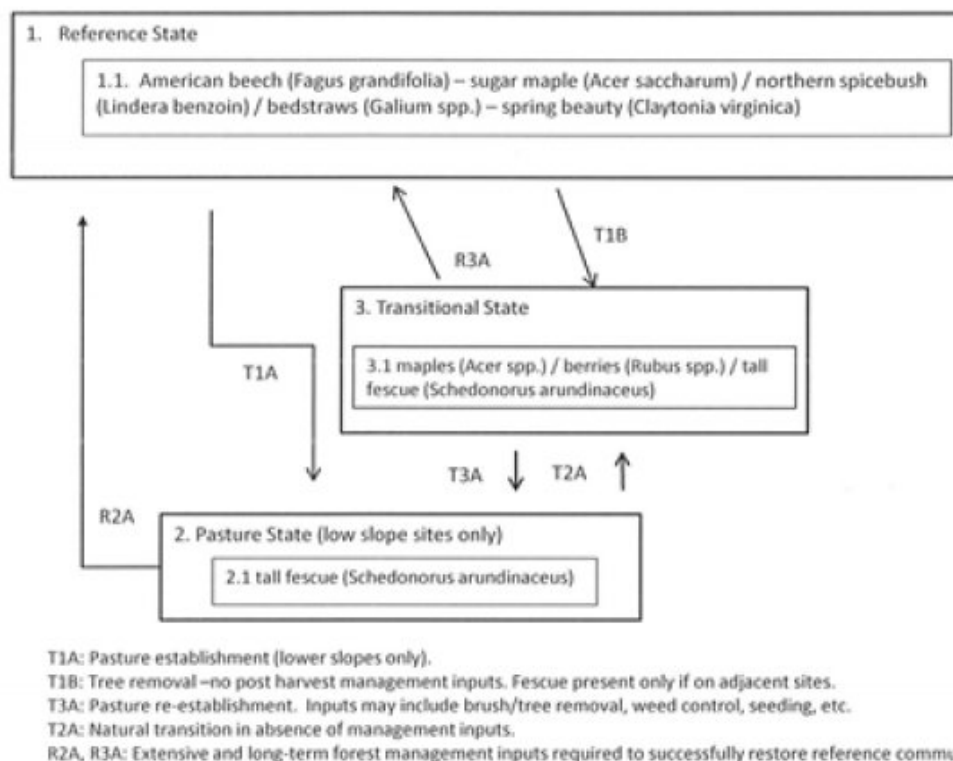 1. Reference State
1.1. American beech (Fagus grandifolia) – sugar maple (Acer saccharum) / northern spicebush
(Lindera benzoin) / bedstraws (Galium spp.) – spring beauty (Claytonia virginica)
T1B
R3A
3. Transitional State
3.1 maples (Acer spp.) / berries (Rubus spp.) / tall
fescue (Schedonorus arundinaceus)
T1A
T3A
T2A
R2A
2. Pasture State (low slope sites only)
2.1 tall fescue (Schedonorus arundinaceus)
T1A: Pasture establishment (lower slopes only).
T1B: Tree removal –no post harvest management inputs. Fescue present only if on adjacent sites.
T3A: Pasture re-establishment. Inputs may include brush/tree removal, weed control, seeding, etc.
T2A: Natural transition in absence of management inputs.
R2A, R3A: Extensive and long-term forest management inputs required to successfully restore reference commu